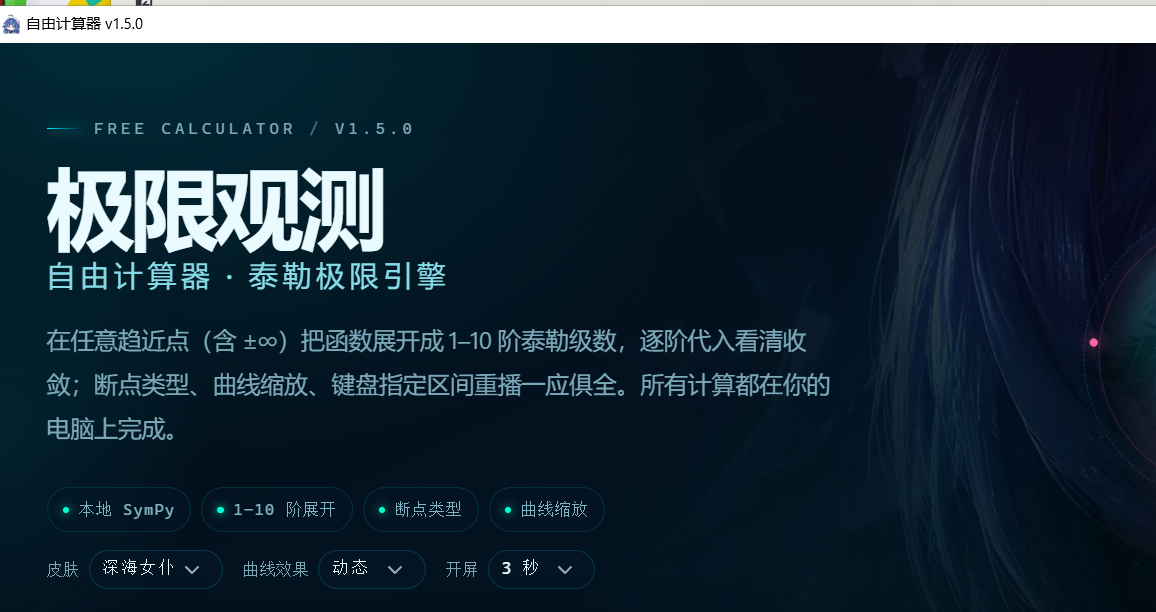 自由计算器 v1.5.0
FREE CALCULATOR / V1.5.0
极限观测
自由计算器 · 泰勒极限引擎
在任意趋近点（含 ±∞）把函数展开成 1–10 阶泰勒级数，逐阶代入看清收
敛；断点类型、曲线缩放、键盘指定区间重播一应俱全。所有计算都在你的
电脑上完成。
本地 SymPy 1–10 阶展开 断点类型 曲线缩放
皮肤 深海女仆 曲线效果 动态 开屏 3 秒